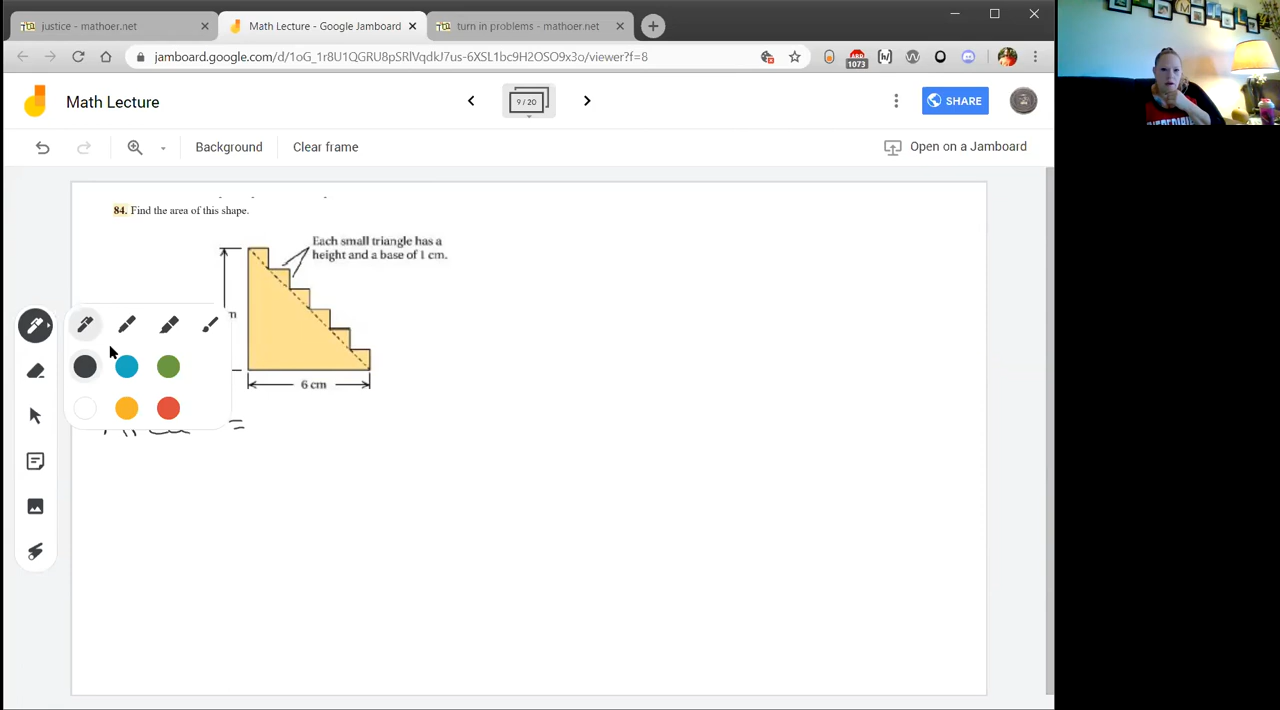 justice - mathoer.net
Math Lecture - Google Jamboard
turn in problems - mathoer.net
jamboard.google.com/d/1oG_1r8U1QGRU8pSRlVqdkJ7us-6XSL1bc9H2OSO9x3o/viewer?f=8
1073
Math Lecture
9 / 20
SHARE
Background
Clear frame
Open on a Jamboard
84. Find the area of this shape.
Each small triangle has a
height and a base of 1 cm.
m
6 cm
=